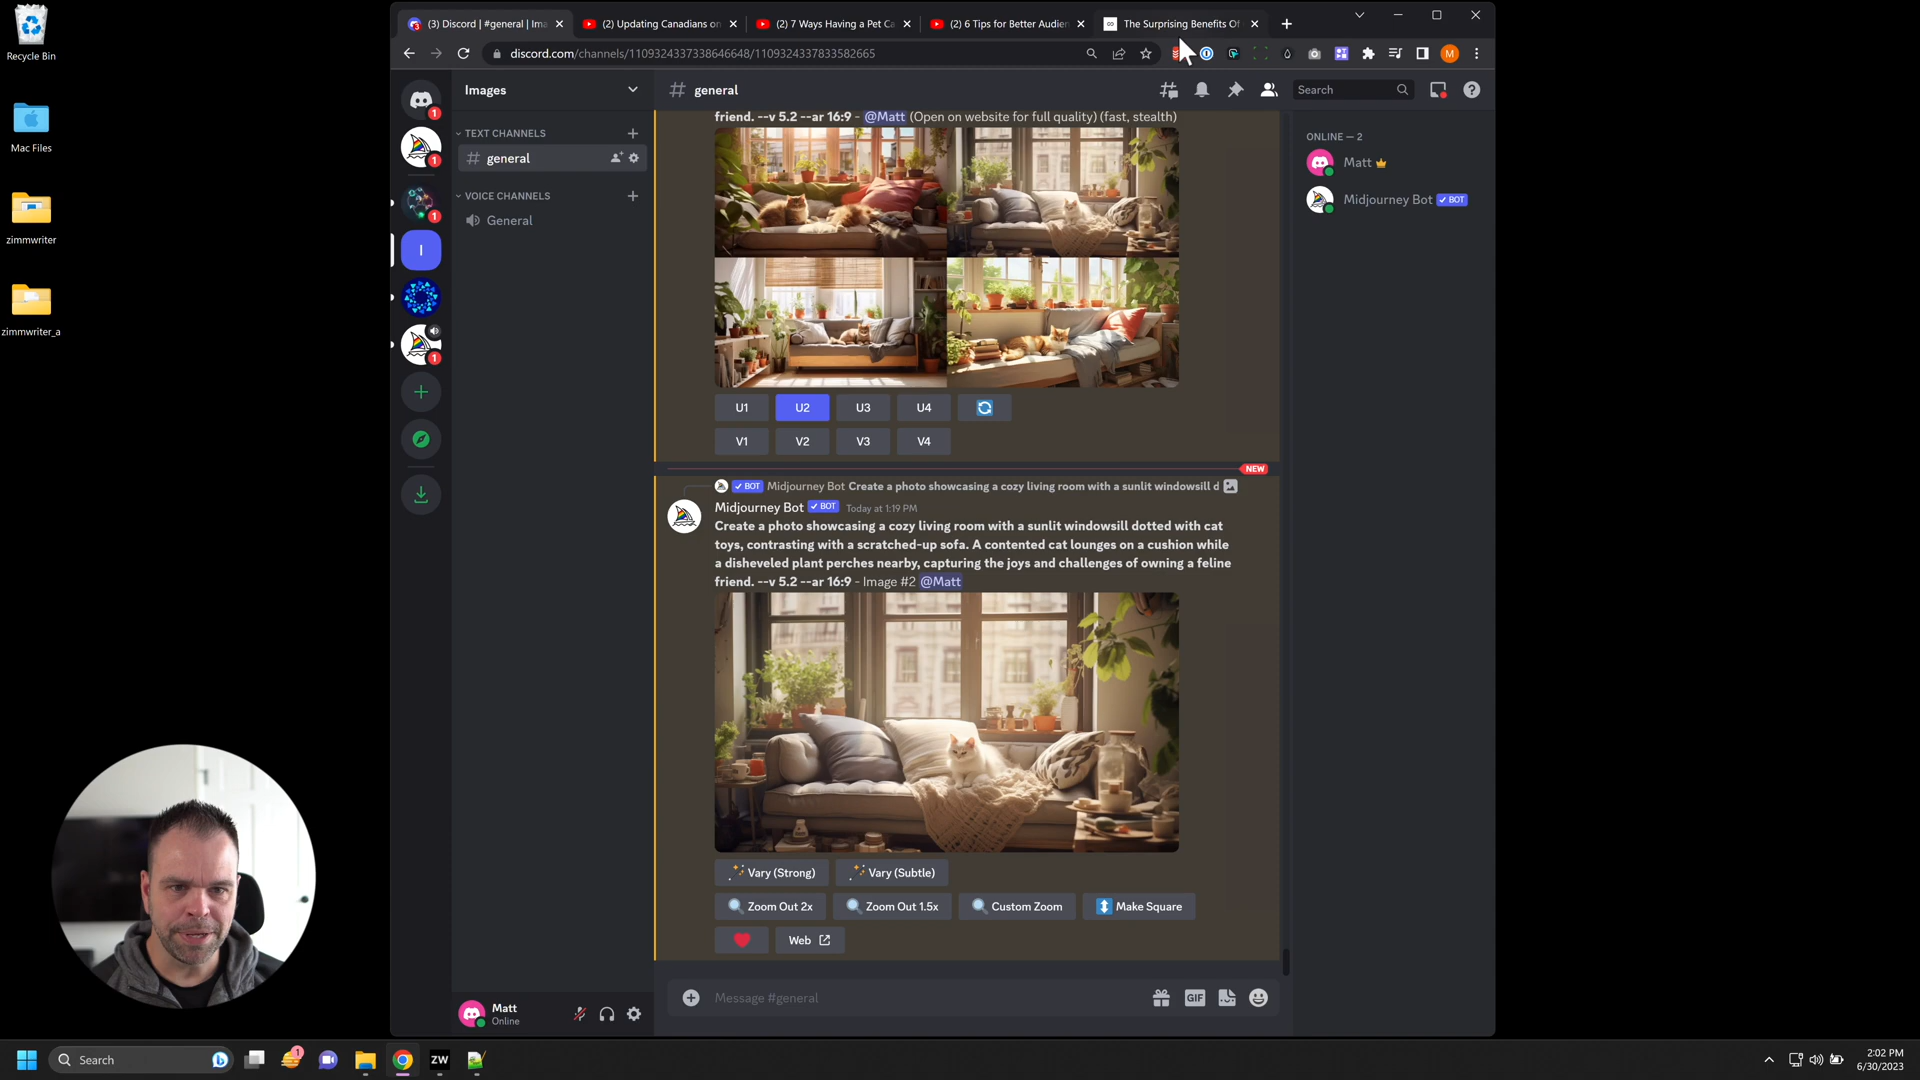 Recycle Bin
Mac Files
zimmwriter
zimmwriter_a
(3) Discord | #general | Ima
(2) Updating Canadians on
(2) 7 Ways Having a Pet Ca
(2) 6 Tips for Better Audien
The Surprising Benefits Of
discord.com/channels/1109324337338646648/1109324337833582665
M
Images
# general
Search
TEXT CHANNELS
general
VOICE CHANNELS
General
1
1
1
I
1
friend. --v 5.2 --ar 16:9 - @Matt (Open on website for full quality) (fast, stealth)
U1 U2 U3 U4
V1 V2 V3 V4
NEW
BOT Midjourney Bot Create a photo showcasing a cozy living room with a sunlit windowsill d
Midjourney Bot BOT Today at 1:19 PM
Create a photo showcasing a cozy living room with a sunlit windowsill dotted with cat
toys, contrasting with a scratched-up sofa. A contented cat lounges on a cushion while
a disheveled plant perches nearby, capturing the joys and challenges of owning a feline
friend. --v 5.2 --ar 16:9 - Image #2 @Matt
Vary (Strong) Vary (Subtle)
Zoom Out 2x Zoom Out 1.5x Custom Zoom Make Square
Web
Message #general
GIF
ONLINE — 2
Matt
Midjourney Bot BOT
Matt
Online
Search
1
ZW
2:02 PM
6/30/2023